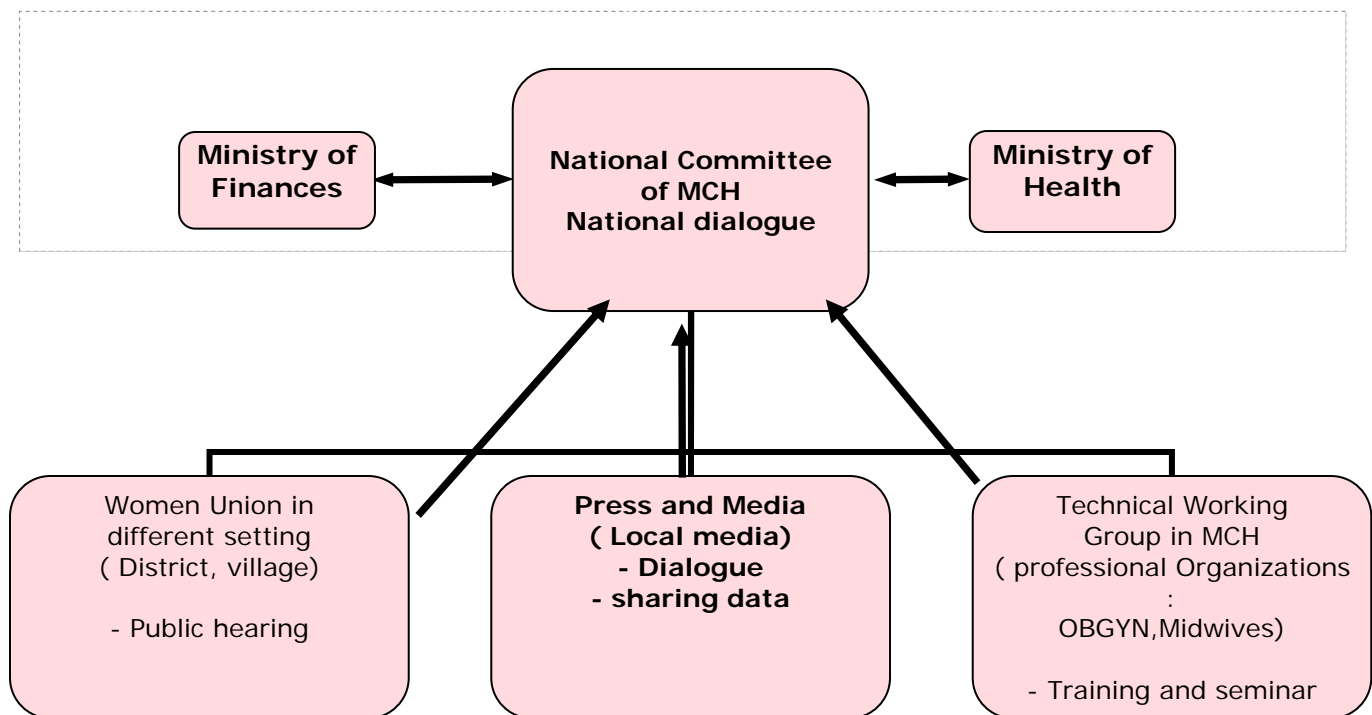 Ministry of
Finances
National Committee
of MCH
National dialogue
Ministry of
Health
Women Union in
different setting
( District, village)
- Public hearing
Press and Media
( Local media)
- Dialogue
- sharing data
Technical Working
Group in MCH
( professional Organizations
:
OBGYN,Midwives)
- Training and seminar